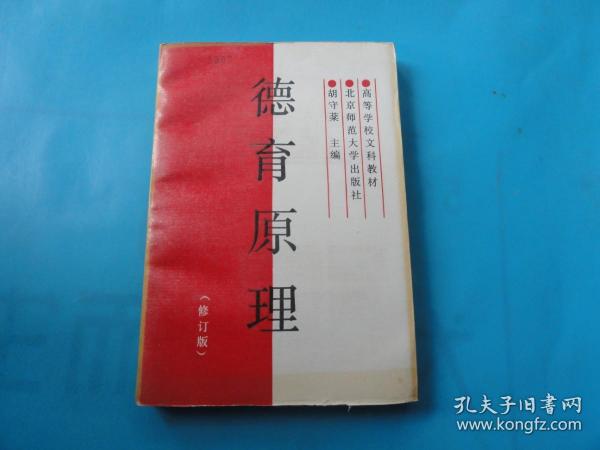 德育原理
（修订版）
●高等学校文科教材
●北京师范大学出版社
●胡守棻 主编
孔夫子旧书网
www.kongfz.com